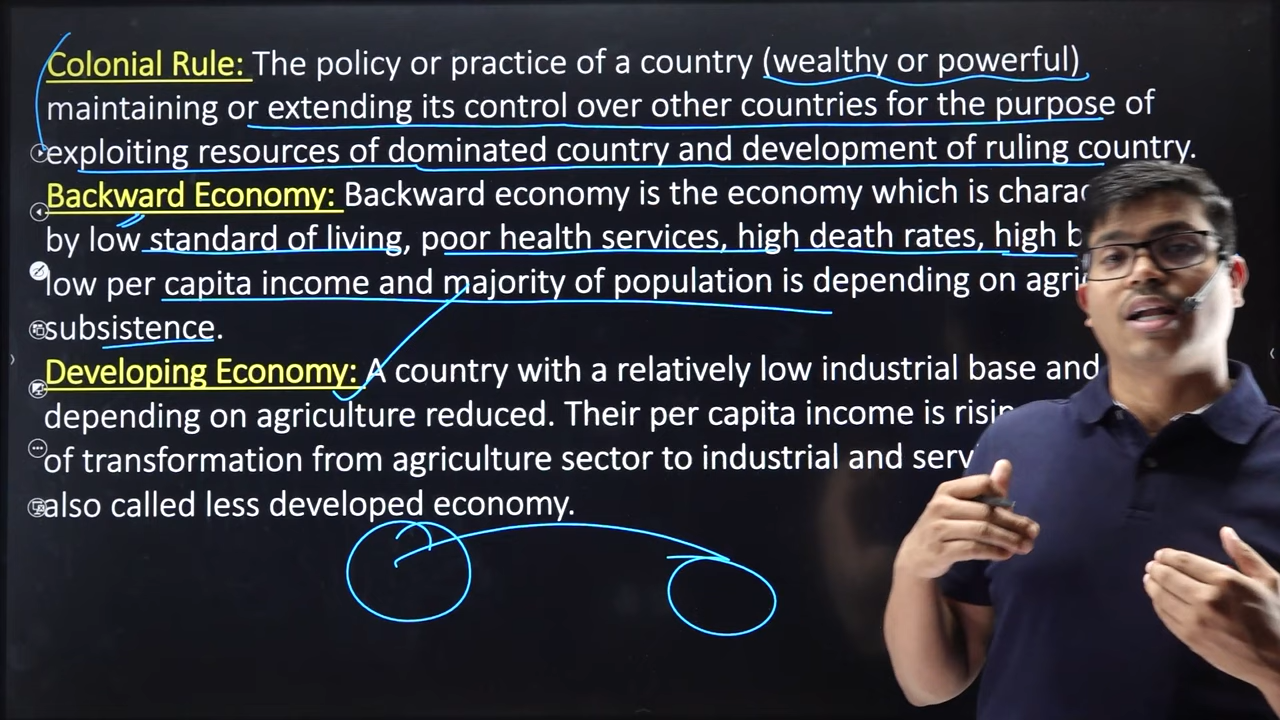 Colonial Rule: The policy or practice of a country (wealthy or powerful)
maintaining or extending its control over other countries for the purpose of
exploiting resources of dominated country and development of ruling country.
Backward Economy: Backward economy is the economy which is
by low standard of living, poor health services, high death rates, high
low per capita income and majority of population is depending on
subsistence.
Developing Economy: A country with a relatively low industrial base and
depending on agriculture reduced. Their per capita income is
of transformation from agriculture sector to industrial and
also called less developed economy.